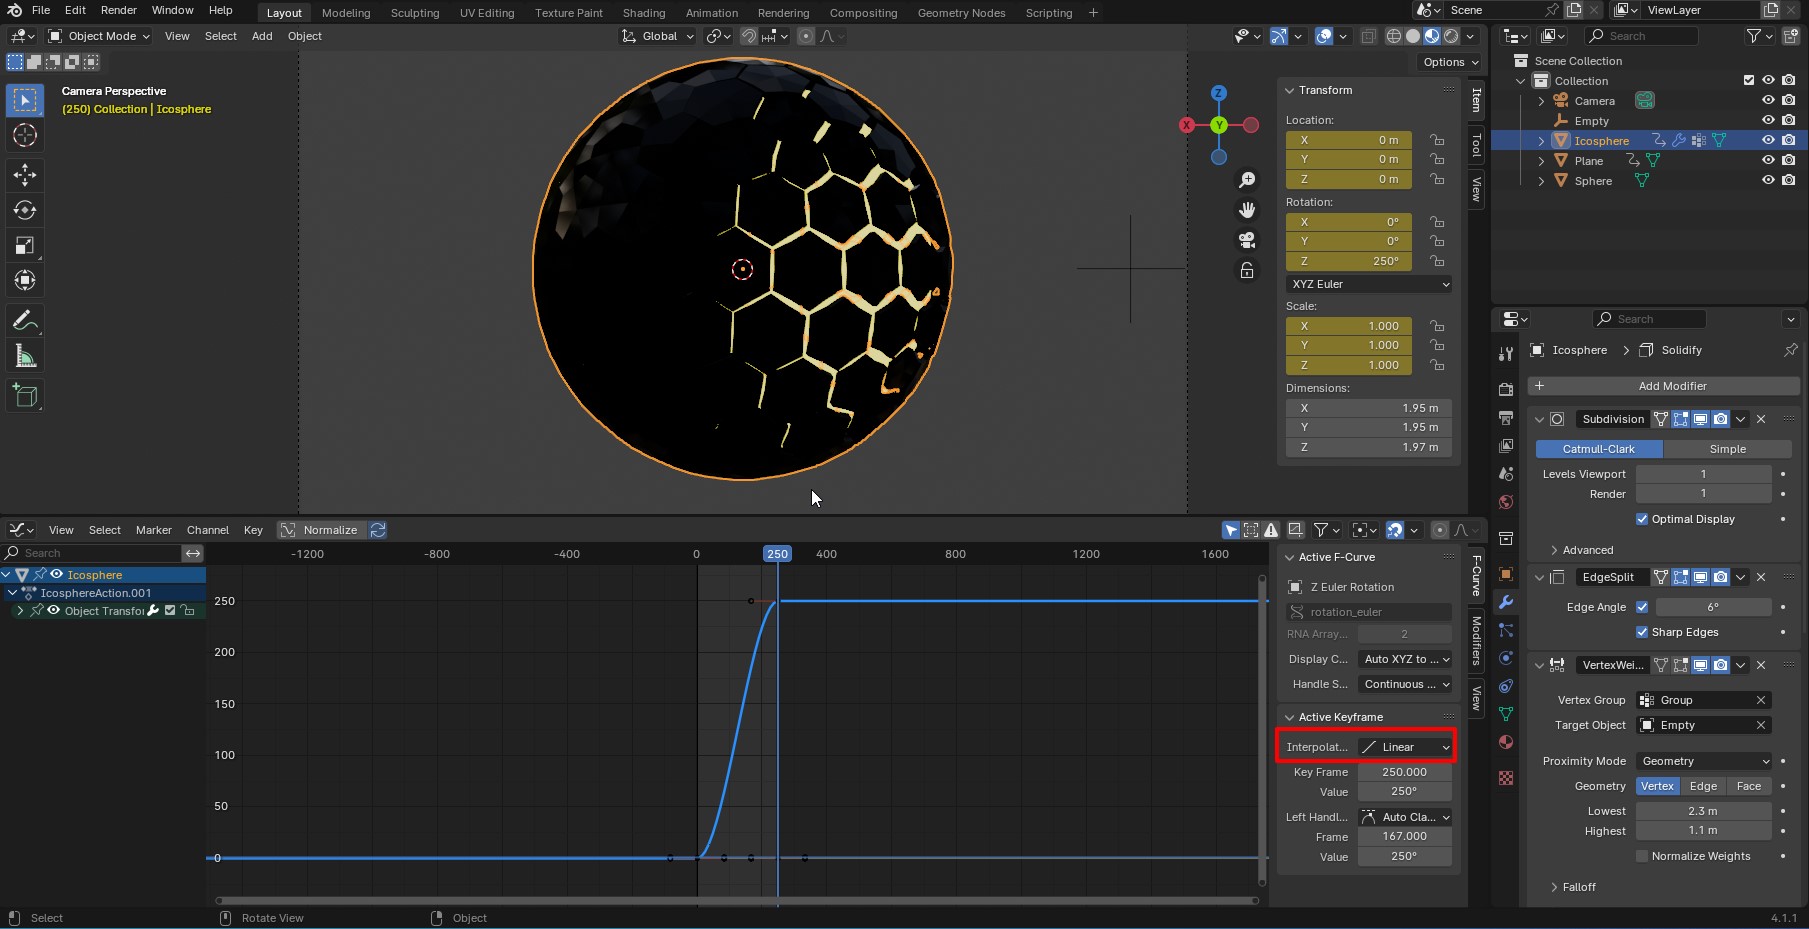 File Edit Render Window Help Layout Modeling Sculpting UV Editing Texture Paint Shading Animation Rendering Compositing Geometry Nodes Scripting + Scene ViewLayer
Object Mode View Select Add Object Global Search
Options
Camera Perspective
(250) Collection | Icosphere
Z
X
Y
Transform
Location:
X 0 m
Y 0 m
Z 0 m
Rotation:
X 0°
Y 0°
Z 250°
XYZ Euler
Scale:
X 1.000
Y 1.000
Z 1.000
Dimensions:
X 1.95 m
Y 1.95 m
Z 1.97 m
Item
Tool
View
Scene Collection
Collection
Camera
Empty
Icosphere
Plane
Sphere
Search
Icosphere > Solidify
+ Add Modifier
Subdivision
Catmull-Clark Simple
Levels Viewport 1
Render 1
Optimal Display
Advanced
EdgeSplit
Edge Angle 6°
Sharp Edges
VertexWei...
Vertex Group Group
Target Object Empty
Proximity Mode Geometry
Geometry Vertex Edge Face
Lowest 2.3 m
Highest 1.1 m
Normalize Weights
Falloff
View Select Marker Channel Key Normalize
Search
-1200 -800 -400 0 250 400 800 1200 1600
Icosphere
IcosphereAction.001
Object Transfor
250
200
150
100
50
0
Active F-Curve
Z Euler Rotation
rotation_euler
RNA Array... 2
Display C... Auto XYZ to ...
Handle S... Continuous ...
Active Keyframe
Interpolat... Linear
Key Frame 250.000
Value 250°
Left Handl... Auto Cla...
Frame 167.000
Value 250°
F-Curve
Modifiers
View
Select Rotate View Object 4.1.1